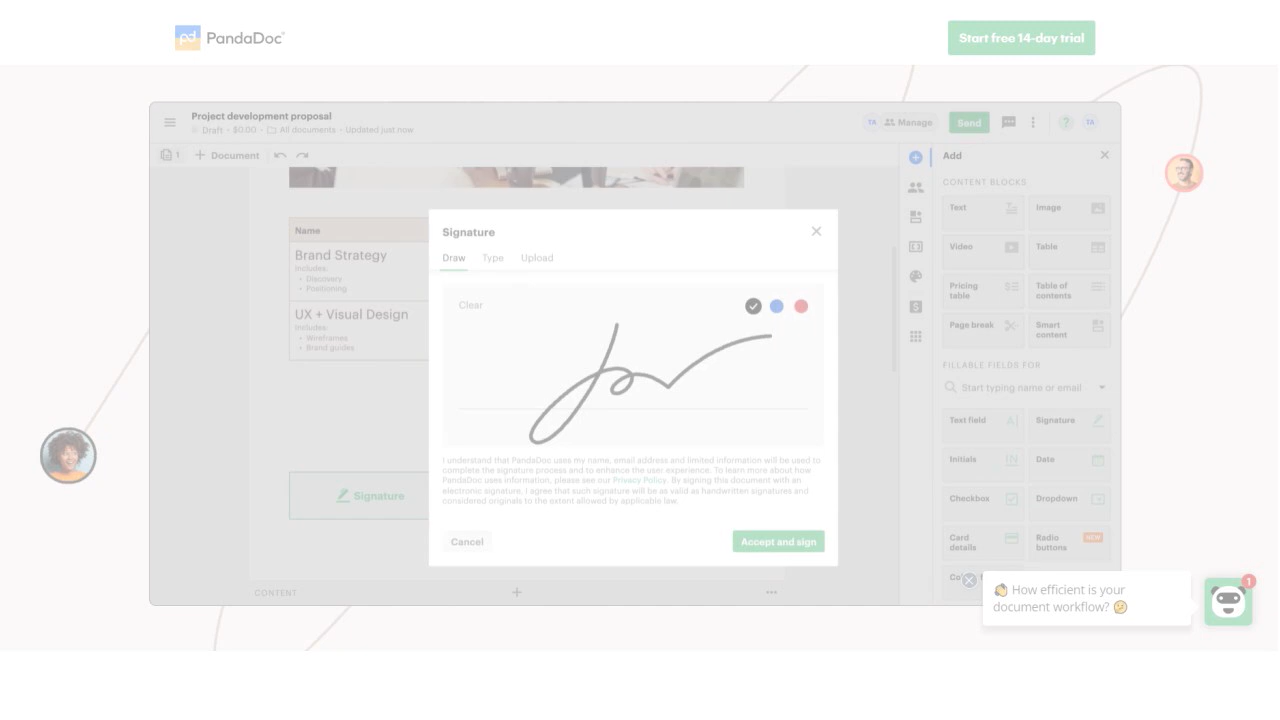 pd PandaDoc
Start free 14-day trial
Project development proposal
Draft • $0.00 • All documents • Updated just now
TA Manage
Send
? TA
1 + Document
Add
CONTENT BLOCKS
Text
Image
Video
Table
Pricing
table
Table of
contents
Page break
Smart
content
FILLABLE FIELDS FOR
Start typing name or email
Text field
Signature
Initials
Date
Checkbox
Dropdown
Card
details
Radio
buttons
NEW
Name
Brand Strategy
Includes:
• Discovery
• Positioning
UX + Visual Design
Includes:
• Wireframes
• Brand guides
Signature
CONTENT
Signature
Draw Type Upload
Clear
I understand that PandaDoc uses my name, email address and limited information will be used to
complete the signature process and to enhance the user experience. To learn more about how
PandaDoc uses information, please see our Privacy Policy. By signing this document with an
electronic signature, I agree that such signature will be as valid as handwritten signatures and
considered originals to the extent allowed by applicable law.
Cancel
Accept and sign
👋 How efficient is your
document workflow? 🤔
1